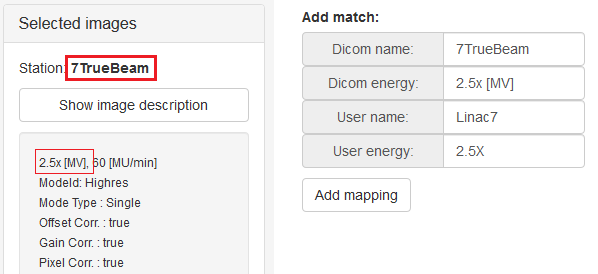 Selected images
Station: 7TrueBeam
Show image description
2.5x [MV], 60 [MU/min]
ModeId: Highres
Mode Type : Single
Offset Corr. : true
Gain Corr. : true
Pixel Corr. : true
Add match:
Dicom name: 7TrueBeam
Dicom energy: 2.5x [MV]
User name: Linac7
User energy: 2.5X
Add mapping